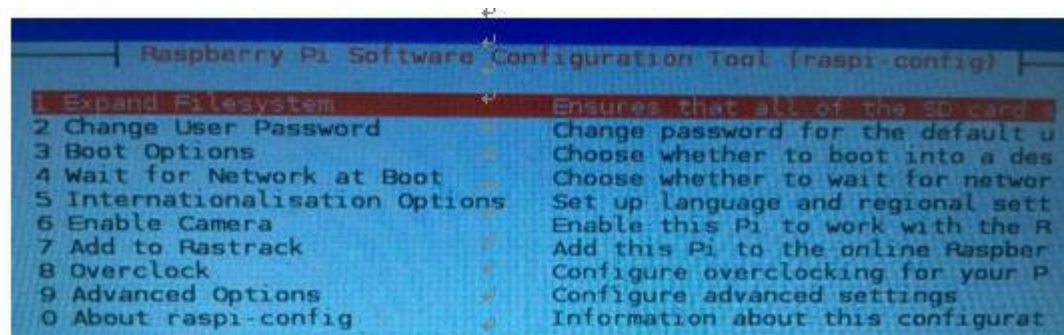 Raspberry Pi Software Configuration Tool (raspi-config)
1 Expand Filesystem Ensures that all of the SD card
2 Change User Password Change password for the default u
3 Boot Options Choose whether to boot into a des
4 Wait for Network at Boot Choose whether to wait for networ
5 Internationalisation Options Set up language and regional sett
6 Enable Camera Enable this Pi to work with the R
7 Add to Rastrack Add this Pi to the online Raspber
8 Overclock Configure overclocking for your P
9 Advanced Options Configure advanced settings
0 About raspi-config Information about this configurat